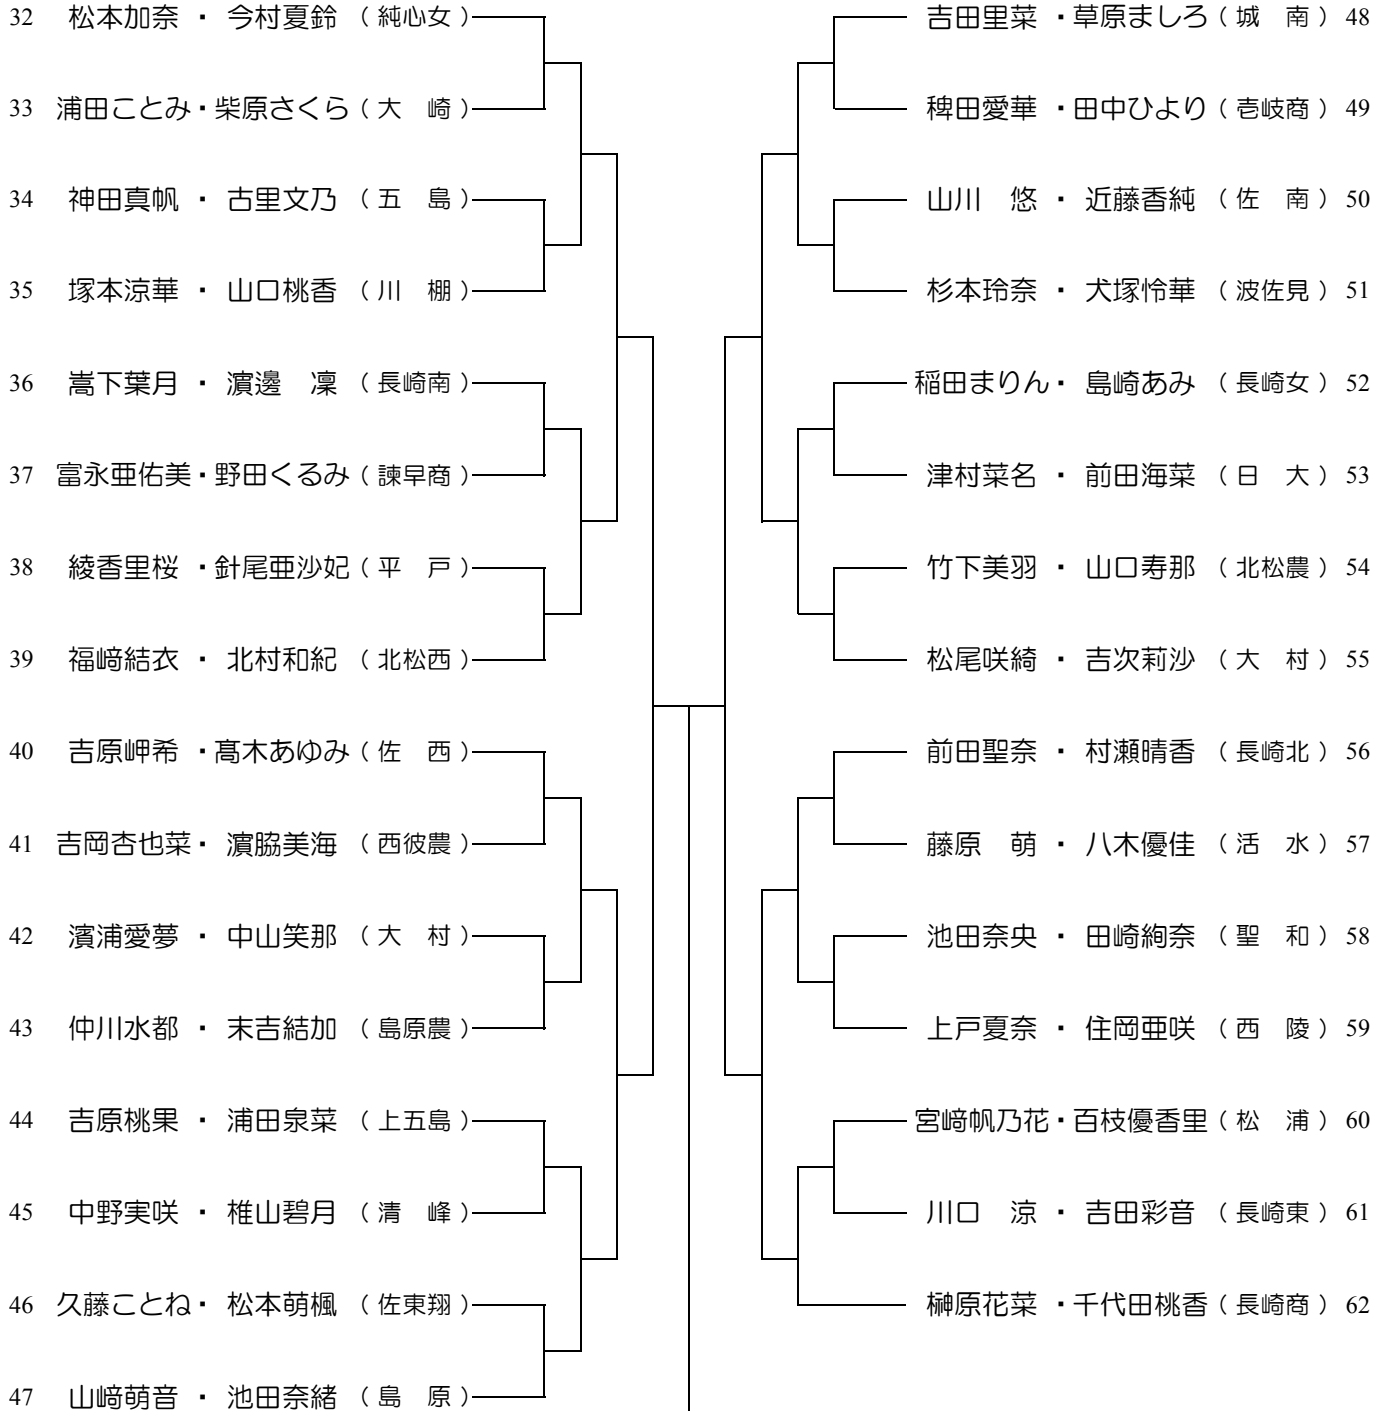 32 松本加奈 ・ 今村夏鈴 （ 純心女 ）
33 浦田ことみ・柴原さくら（ 大　崎 ）
34 神田真帆 ・ 古里文乃 （ 五　島 ）
35 塚本涼華 ・ 山口桃香 （ 川　棚 ）
36 嵩下葉月 ・ 濵邊　凜 （ 長崎南 ）
37 富永亜佑美・野田くるみ（ 諫早商 ）
38 綾香里桜 ・針尾亜沙妃（ 平　戸 ）
39 福﨑結衣 ・ 北村和紀 （ 北松西 ）
40 吉原岬希 ・髙木あゆみ（ 佐　西 ）
41 吉岡杏也菜・ 濵脇美海 （ 西彼農 ）
42 濵浦愛夢 ・ 中山笑那 （ 大　村 ）
43 仲川水都 ・ 末吉結加 （ 島原農 ）
44 吉原桃果 ・ 浦田泉菜 （ 上五島 ）
45 中野実咲 ・ 椎山碧月 （ 清　峰 ）
46 久藤ことね・ 松本萌楓 （ 佐東翔 ）
47 山﨑萌音 ・ 池田奈緒 （ 島　原 ）
吉田里菜 ・草原ましろ（ 城　南 ） 48
稗田愛華 ・田中ひより（ 壱岐商 ） 49
山川　悠 ・ 近藤香純 （ 佐　南 ） 50
杉本玲奈 ・ 犬塚怜華 （ 波佐見 ） 51
稲田まりん・ 島崎あみ （ 長崎女 ） 52
津村菜名 ・ 前田海菜 （ 日　大 ） 53
竹下美羽 ・ 山口寿那 （ 北松農 ） 54
松尾咲綺 ・ 吉次莉沙 （ 大　村 ） 55
前田聖奈 ・ 村瀬晴香 （ 長崎北 ） 56
藤原　萌 ・ 八木優佳 （ 活　水 ） 57
池田奈央 ・ 田崎絢奈 （ 聖　和 ） 58
上戸夏奈 ・ 住岡亜咲 （ 西　陵 ） 59
宮﨑帆乃花・百枝優香里（ 松　浦 ） 60
川口　涼 ・ 吉田彩音 （ 長崎東 ） 61
榊原花菜 ・千代田桃香（ 長崎商 ） 62